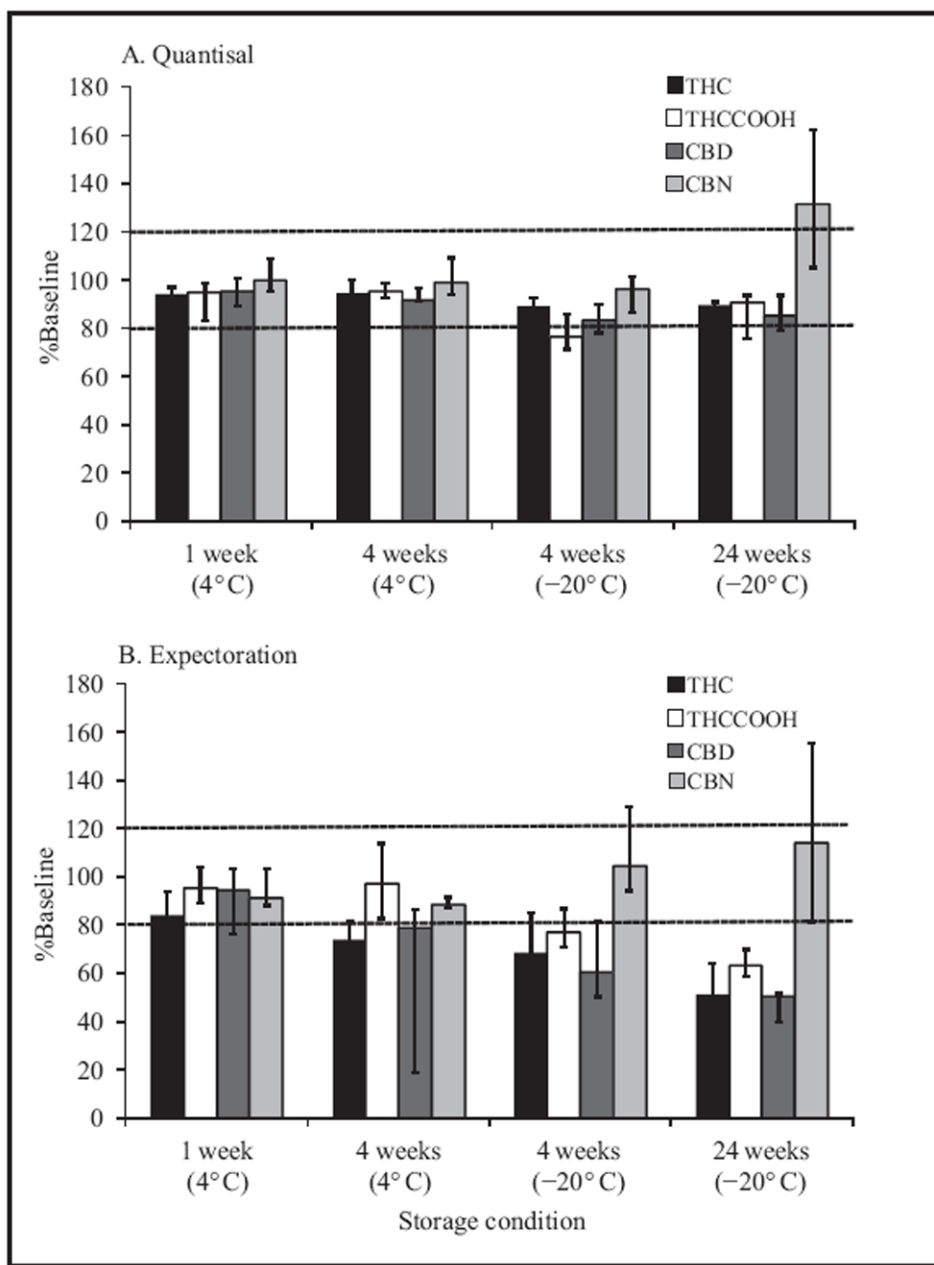 A. Quantisal
180
160
140
120
100
80
60
40
20
0
%Baseline
THC
THCCOOH
CBD
CBN
1 week 4 weeks 4 weeks 24 weeks
(4°C) (4°C) (−20°C) (−20°C)
B. Expectoration
180
160
140
120
100
80
60
40
20
0
%Baseline
THC
THCCOOH
CBD
CBN
1 week 4 weeks 4 weeks 24 weeks
(4°C) (4°C) (−20°C) (−20°C)
Storage condition